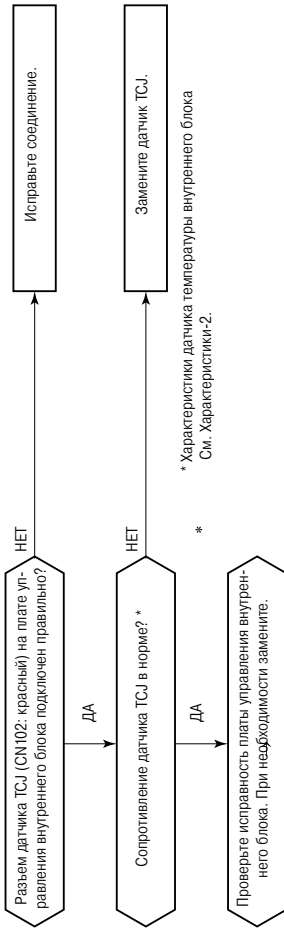 Разъем датчика TCJ (CN102: красный) на плате уп-
равления внутреннего блока подключен правильно?
НЕТ
Исправьте соединение.
ДА
Сопротивление датчика TCJ в норме? *
НЕТ
Замените датчик TCJ.
ДА
*
* Характеристики датчика температуры внутреннего блока
См. Характеристики-2.
Проверьте исправность платы управления внутрен-
него блока. При необходимости замените.